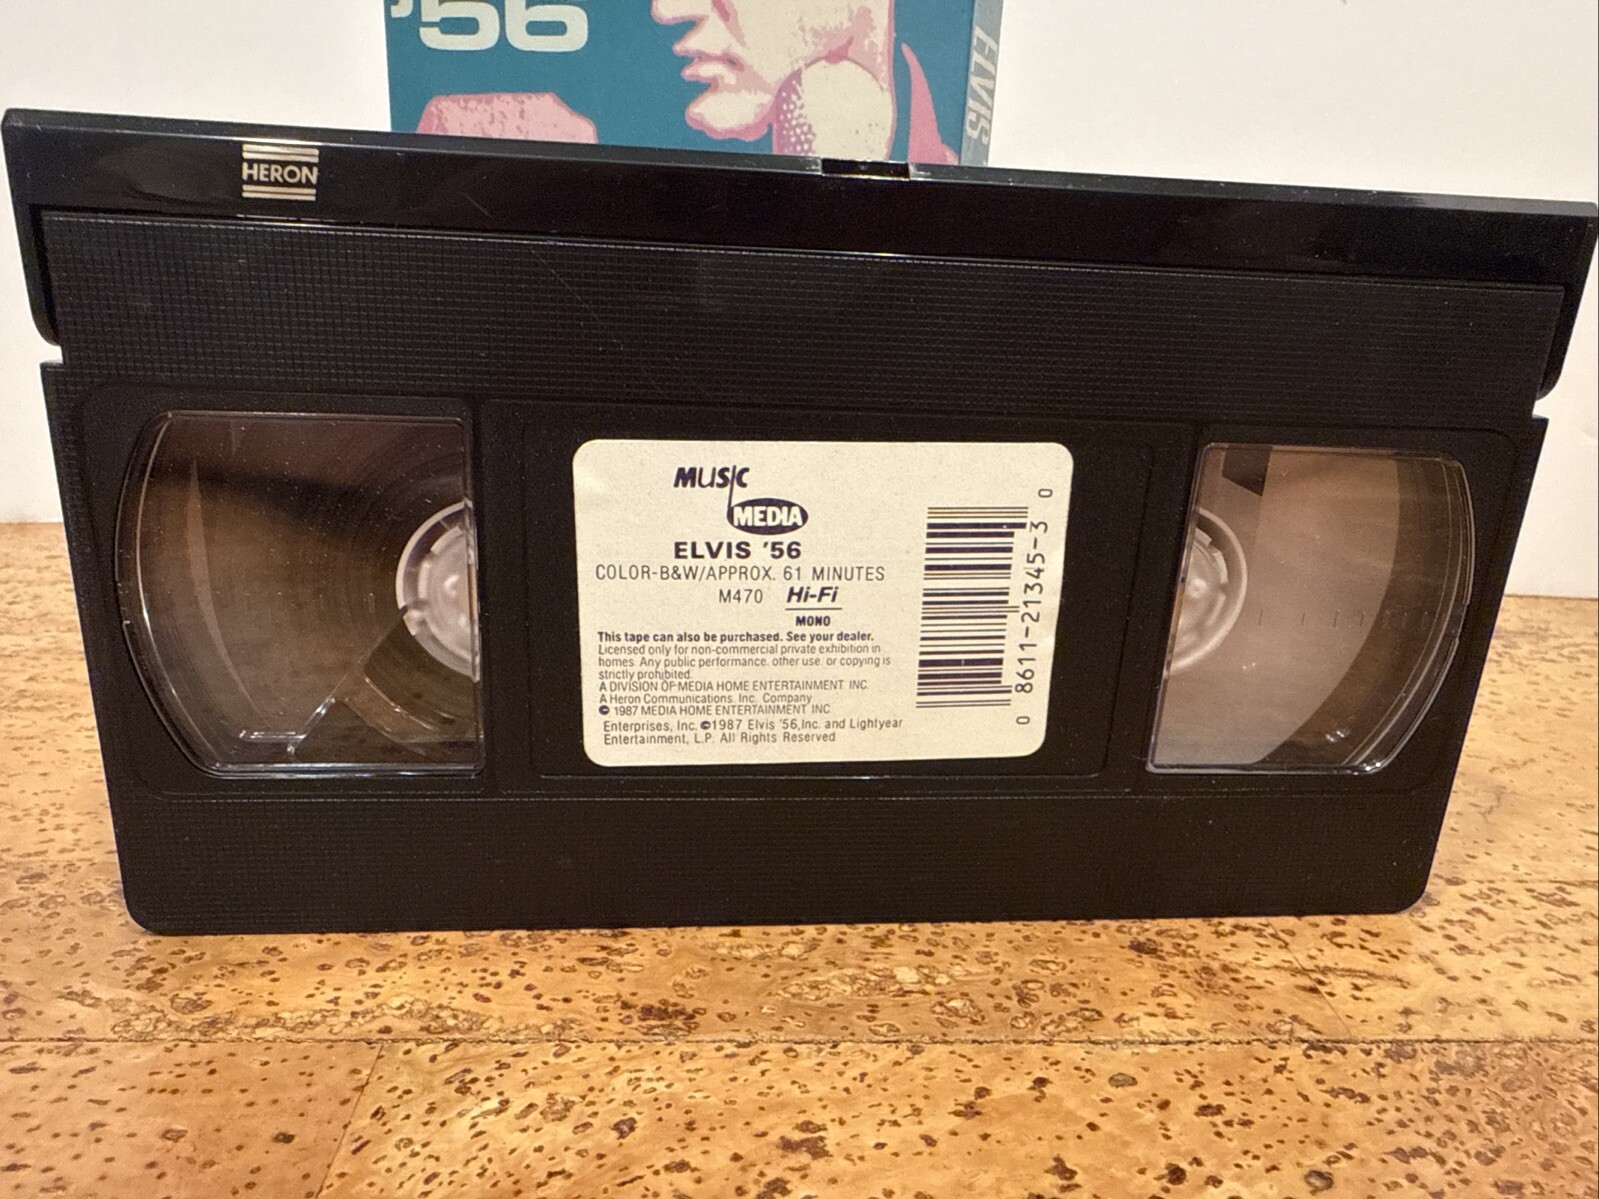 '56
ELVIS
HERON
MUSIC
MEDIA
ELVIS '56
COLOR-B&W/APPROX. 61 MINUTES
M470 Hi-Fi
MONO
This tape can also be purchased. See your dealer.
Licensed only for non-commercial private exhibition in
homes. Any public performance. other use. or copying is
strictly prohibited.
A DIVISION OF MEDIA HOME ENTERTAINMENT INC.
A Heron Communications. Inc. Company
© 1987 MEDIA HOME ENTERTAINMENT INC
Enterprises, Inc. ©1987 Elvis '56,Inc. and Lightyear
Entertainment, L.P. All Rights Reserved
0 8611-21345-3 0